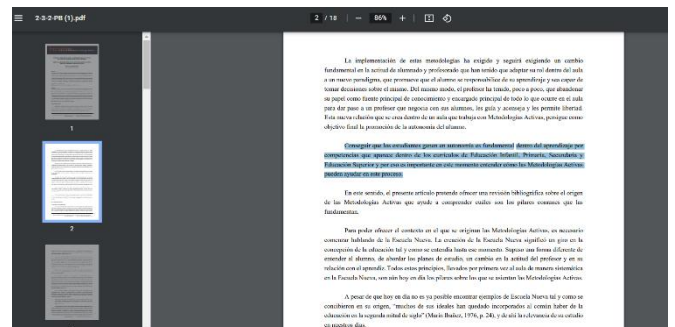 2-3-2-PB (1).pdf
2 / 18 | — 86% +
La implementación de estas metodologías ha exigido y seguirá exigiendo un cambio
fundamental en la actitud de alumnado y profesorado que han tenido que adaptar su rol dentro del aula
a un nuevo paradigma, que promueve que el alumno se responsabilice de su aprendizaje y sea capaz de
tomar decisiones sobre el mismo. Del mismo modo, el profesor ha tenido, poco a poco, que abandonar
su papel como fuente principal de conocimiento y encargado principal de todo lo que ocurre en el aula
para dar paso a un profesor que negocia con sus alumnos, les guía y aconseja y les permite libertad.
Esta nueva relación que se crea dentro de un aula que trabaja con Metodologías Activas, persigue como
objetivo final la promoción de la autonomía del alumno.
Conseguir que los estudiantes ganen en autonomía es fundamental dentro del aprendizaje por
competencias que aparece dentro de los currículos de Educación Infantil, Primaria, Secundaria y
Educación Superior y por eso es importante en este momento entender cómo las Metodologías Activas
pueden ayudar en este proceso.
En este sentido, el presente artículo pretende ofrecer una revisión bibliográfica sobre el origen
de las Metodologías Activas que ayude a comprender cuáles son los pilares comunes que las
fundamentan.
Para poder ofrecer el contexto en el que se originan las Metodologías Activas, es necesario
comenzar hablando de la Escuela Nueva. La creación de la Escuela Nueva significó un giro en la
concepción de la educación tal y como se entendía hasta ese momento. Supuso una forma diferente de
entender al alumno, de abordar los planes de estudio, un cambio en la actitud del profesor y en su
relación con el aprendiz. Todos estos principios, llevados por primera vez al aula de manera sistemática
en la Escuela Nueva, son aún hoy en día los pilares sobre los que se asientan las Metodologías Activas.
A pesar de que hoy en día no es ya posible encontrar ejemplos de Escuela Nueva tal y como se
concibieron en su origen, "muchos de sus ideales han quedado incorporados al común haber de la
educación en la segunda mitad de siglo" (Marín Ibáñez, 1976, p. 24), y de ahí la relevancia de su estudio
en nuestros días.
1
2